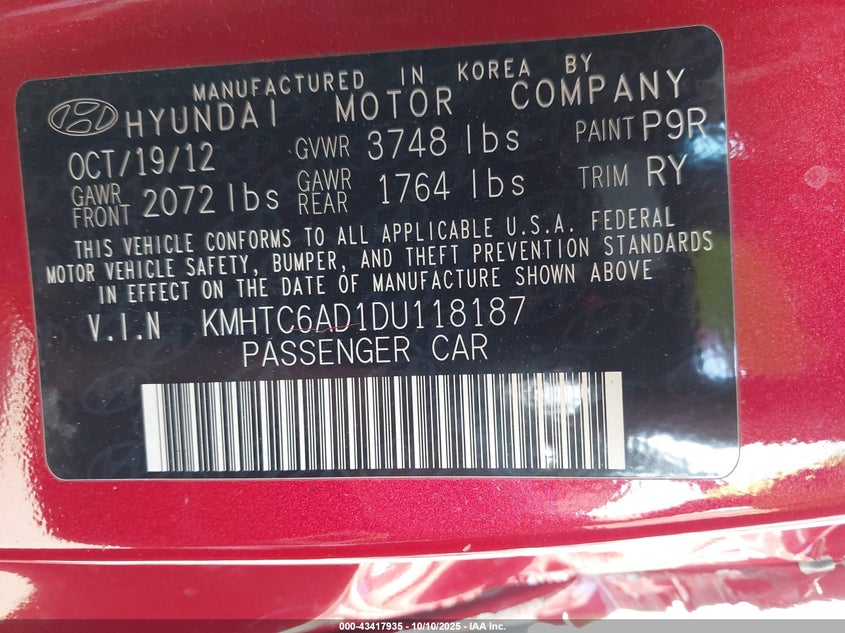 MANUFACTURED IN KOREA BY
HYUNDAI MOTOR COMPANY
OCT/19/12 GVWR 3748 lbs PAINT P9R
GAWR FRONT 2072 lbs GAWR REAR 1764 lbs TRIM RY
THIS VEHICLE CONFORMS TO ALL APPLICABLE U.S.A. FEDERAL
MOTOR VEHICLE SAFETY, BUMPER, AND THEFT PREVENTION STANDARDS
IN EFFECT ON THE DATE OF MANUFACTURE SHOWN ABOVE
V.I.N KMHTC6AD1DU118187
PASSENGER CAR
000-43417935 - 10/10/2025 - IAA Inc.